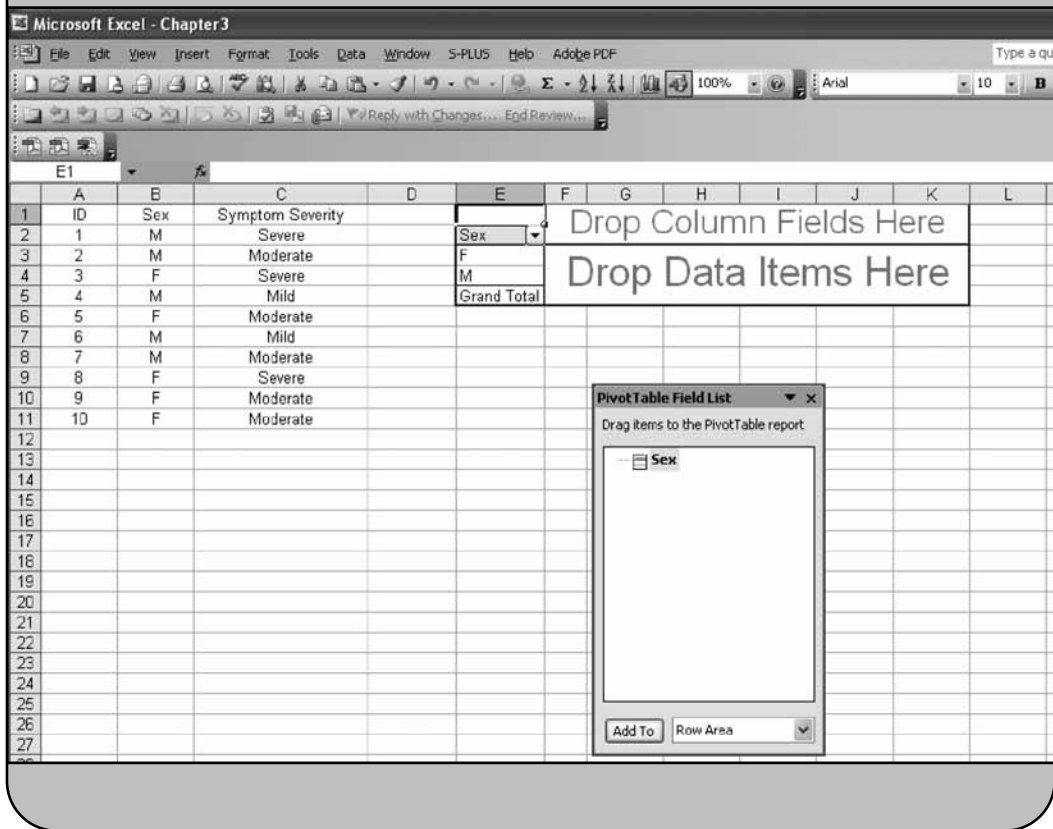 Microsoft Excel - Chapter3
File Edit View Insert Format Tools Data Window S-PLUS Help Adobe PDF Type a qu
100% Arial 10 B
Reply with Changes... End Review...
E1 fx
A B C D E F G H I J K L
1 ID Sex Symptom Severity Drop Column Fields Here
2 1 M Severe Sex
3 2 M Moderate F Drop Data Items Here
4 3 F Severe M
5 4 M Mild Grand Total
6 5 F Moderate
7 6 M Mild
8 7 M Moderate
9 8 F Severe
10 9 F Moderate PivotTable Field List
11 10 F Moderate Drag items to the PivotTable report
12
13 Sex
14
15
16
17
18
19
20
21
22
23
24
25
26 Add To Row Area
27